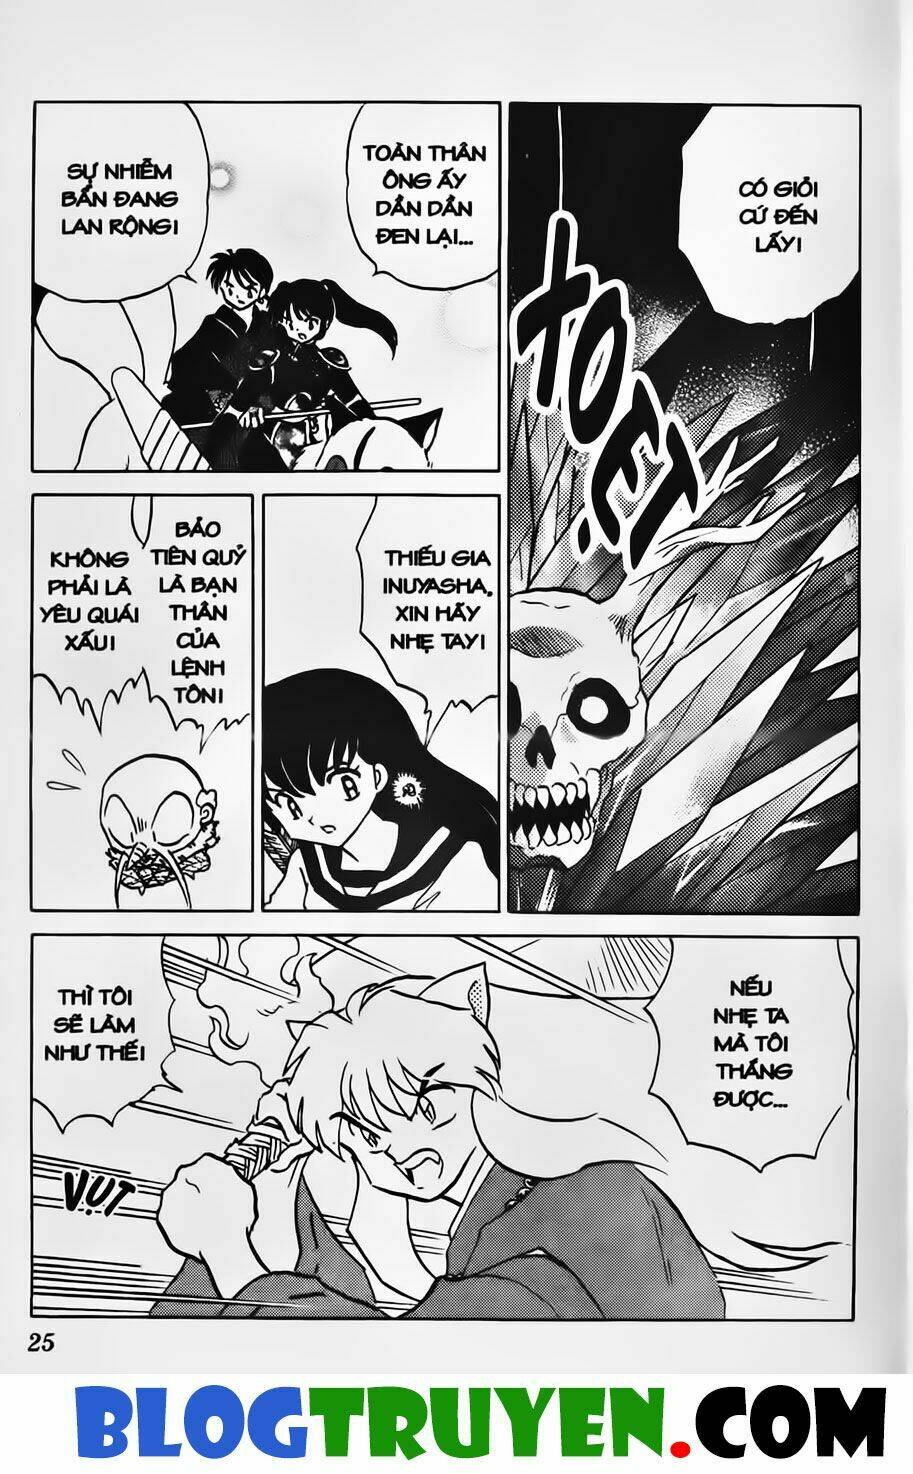 CÓ GIỎI
CỨ ĐẾN
LẤY!
TOẸT
TOÀN THÂN
ÔNG ẤY
DẦN DẦN
ĐEN LẠI...
SỰ NHIỄM
BẨN ĐANG
LAN RỘNG!
THIẾU GIA
INUYASHA,
XIN HÃY
NHẸ TAY!
BẢO
TIÊN QUỶ
LÀ BẠN
THÂN
CỦA
LỆNH
TÔN!
KHÔNG
PHẢI LÀ
YÊU QUÁI
XẤU!
NẾU
NHẸ TA
MÀ TÔI
THẮNG
ĐƯỢC...
THÌ TÔI
SẼ LÀM
NHƯ THẾ!
VỤT
25
BLOGTRUYEN.COM